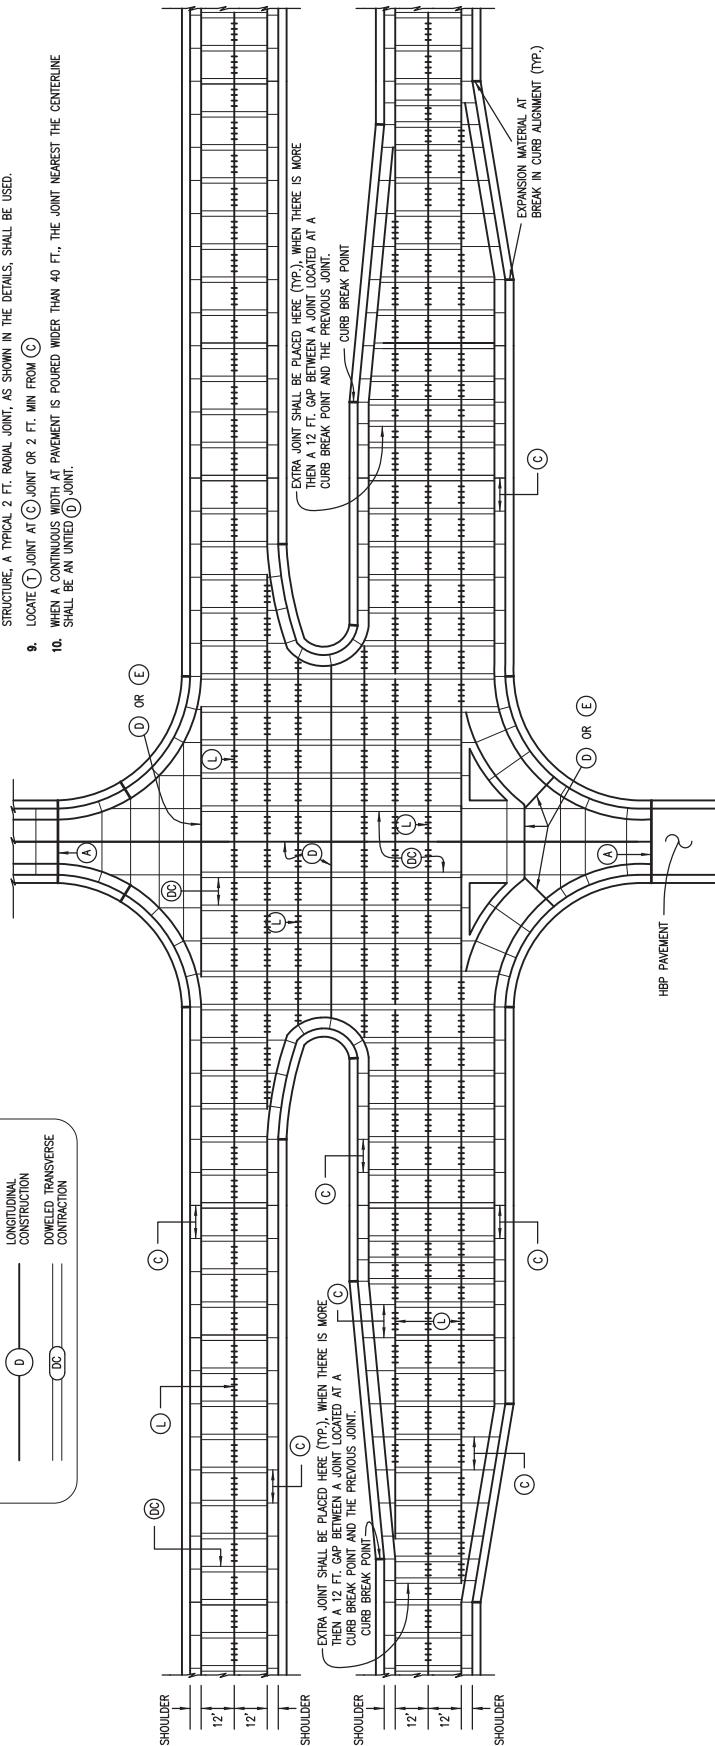 STRUCTURE, A TYPICAL 2 FT. RADIAL JOINT, AS SHOWN IN THE DETAILS, SHALL BE USED.
9. LOCATE T JOINT AT C JOINT OR 2 FT. MIN FROM C
10. WHEN A CONTINUOUS WIDTH AT PAVEMENT IS POURED WIDER THAN 40 FT., THE JOINT NEAREST THE CENTERLINE
SHALL BE AN UNTIED D JOINT.
D
LONGITUDINAL
CONSTRUCTION
DC
DOWELED TRANSVERSE
CONTRACTION
SHOULDER
12'
12'
SHOULDER
SHOULDER
12'
12'
SHOULDER
DC
L
C
C
EXTRA JOINT SHALL BE PLACED HERE (TYP.), WHEN THERE IS MORE
THEN A 12 FT. GAP BETWEEN A JOINT LOCATED AT A
CURB BREAK POINT AND THE PREVIOUS JOINT.
CURB BREAK POINT
C
C
L
C
C
DC
L
A
D
D OR E
L
DC
L
A
D OR E
HBP PAVEMENT
EXTRA JOINT SHALL BE PLACED HERE (TYP.), WHEN THERE IS MORE
THEN A 12 FT. GAP BETWEEN A JOINT LOCATED AT A
CURB BREAK POINT AND THE PREVIOUS JOINT.
CURB BREAK POINT
C
EXPANSION MATERIAL AT
BREAK IN CURB ALIGNMENT (TYP.)